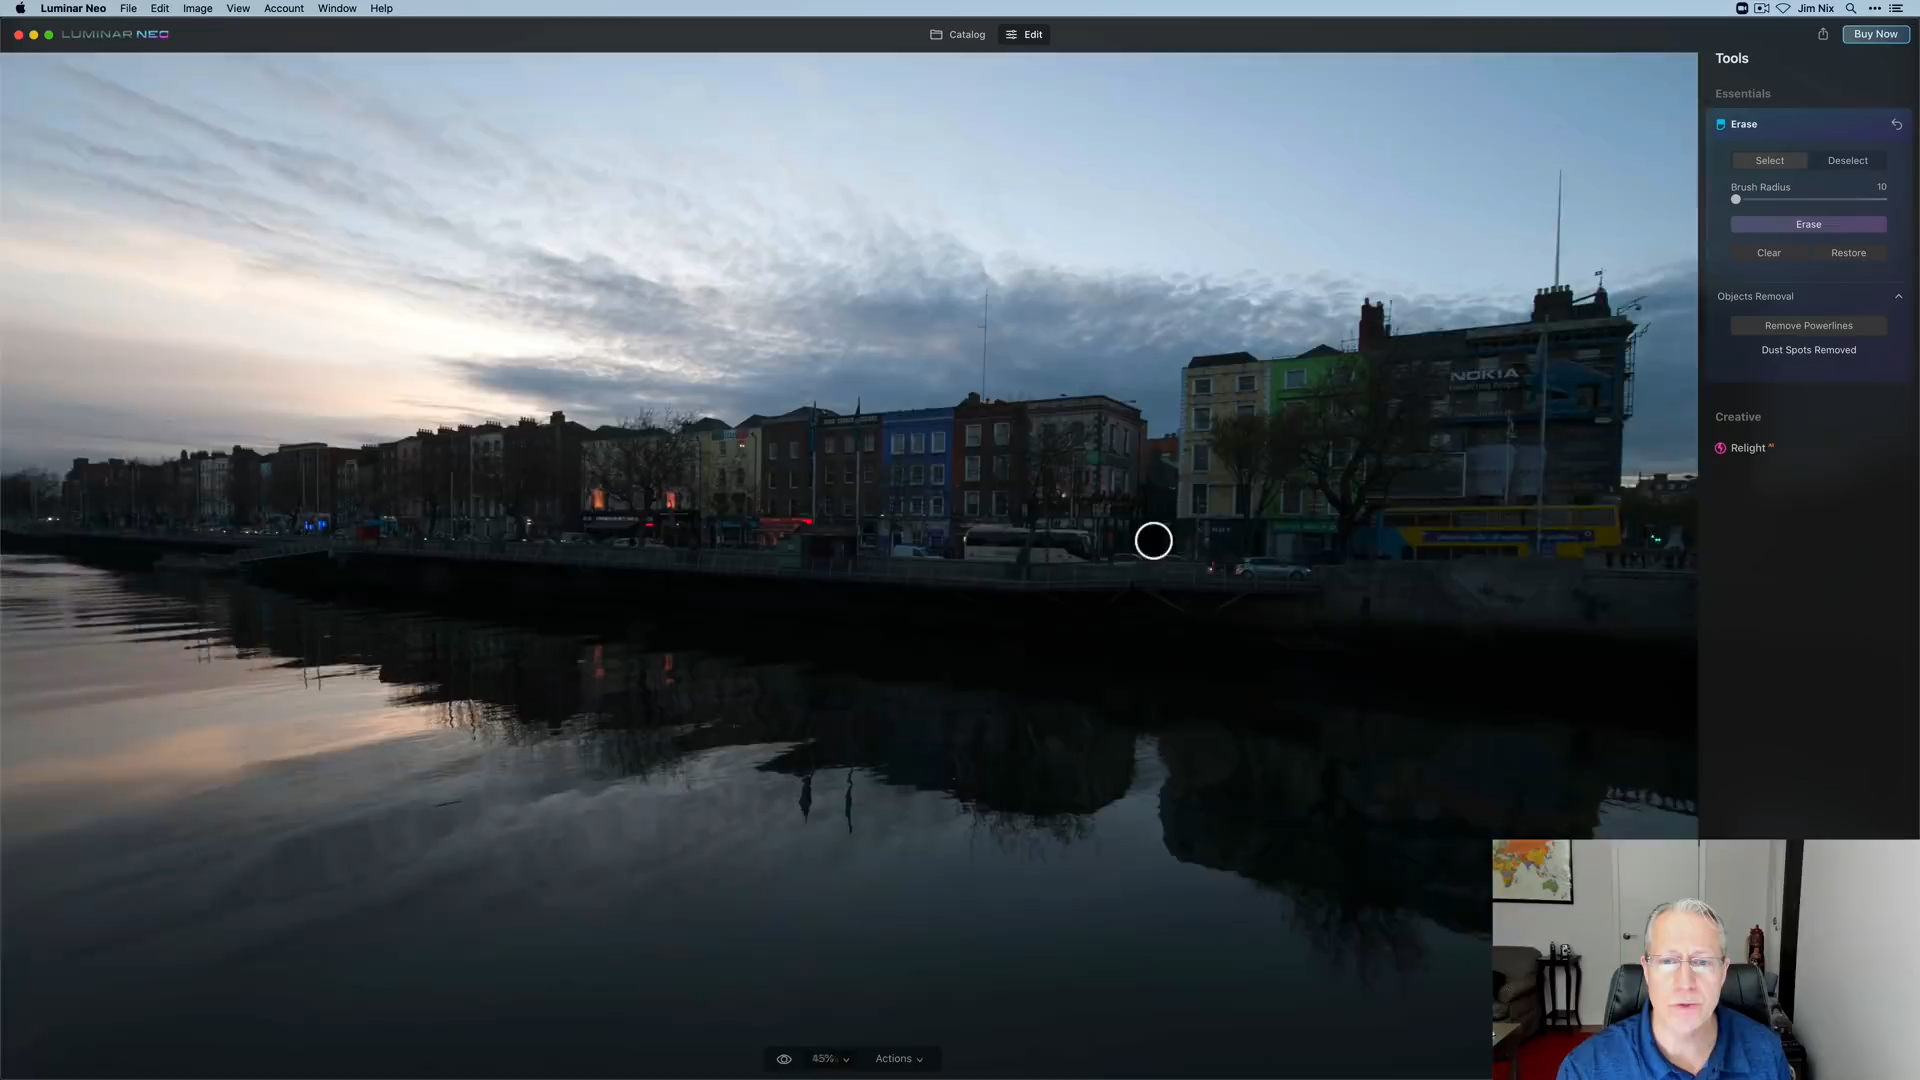 Luminar Neo File Edit Image View Account Window Help Jim Nix
LUMINAR NEO Catalog Edit Buy Now
Tools
Essentials
Erase
Select Deselect
Brush Radius 10
Erase
Clear Restore
Objects Removal
Remove Powerlines
Dust Spots Removed
Creative
Relight AI
NOKIA
45% Actions